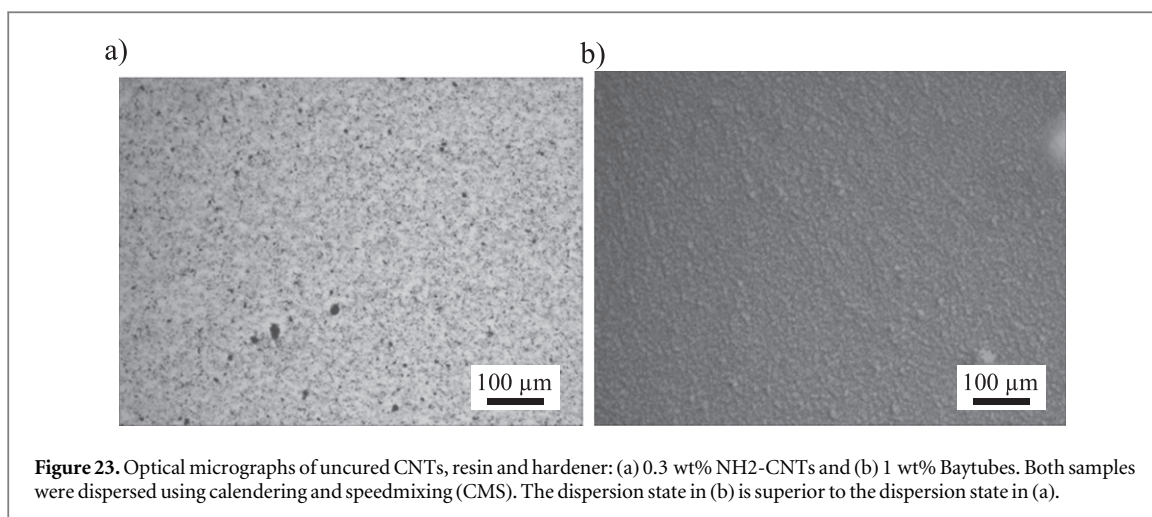 a)
b)
100 µm
100 µm
Figure 23. Optical micrographs of uncured CNTs, resin and hardener: (a) 0.3 wt% NH2-CNTs and (b) 1 wt% Baytubes. Both samples
were dispersed using calendering and speedmixing (CMS). The dispersion state in (b) is superior to the dispersion state in (a).